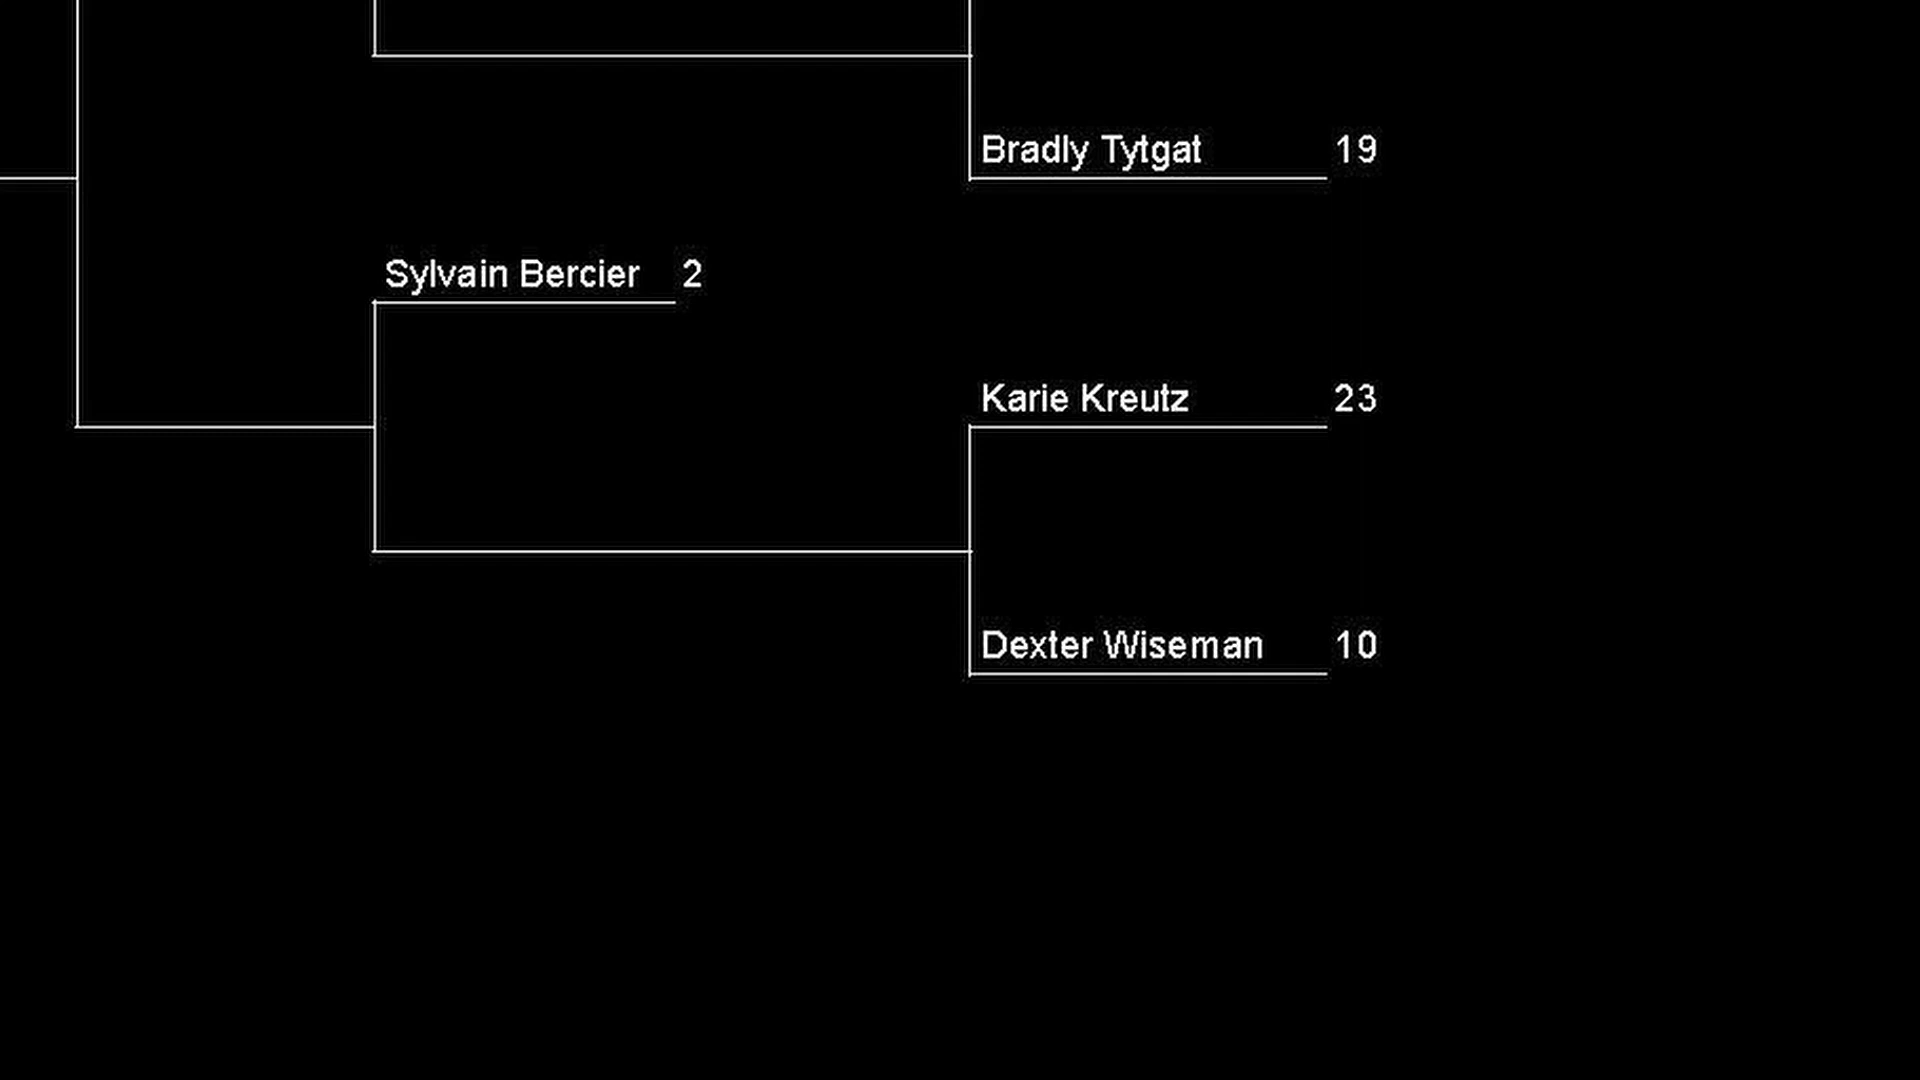 Bradly Tytgat 19
Sylvain Bercier 2
Karie Kreutz 23
Dexter Wiseman 10